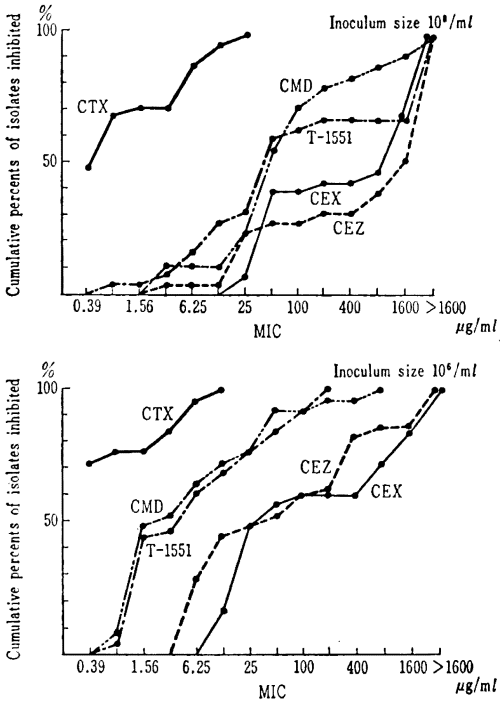 %
Inoculum size 10⁸/ml
100
CTX
CMD
T-1551
50
CEX
CEZ
Cumulative percents of isolates inhibited
0.39 1.56 6.25 25 100 400 1600 >1600
MIC
µg/ml
%
Inoculum size 10⁶/ml
100
CTX
CMD
CEZ
T-1551
CEX
50
Cumulative percents of isolates inhibited
0.39 1.56 6.25 25 100 400 1600 >1600
MIC
µg/ml